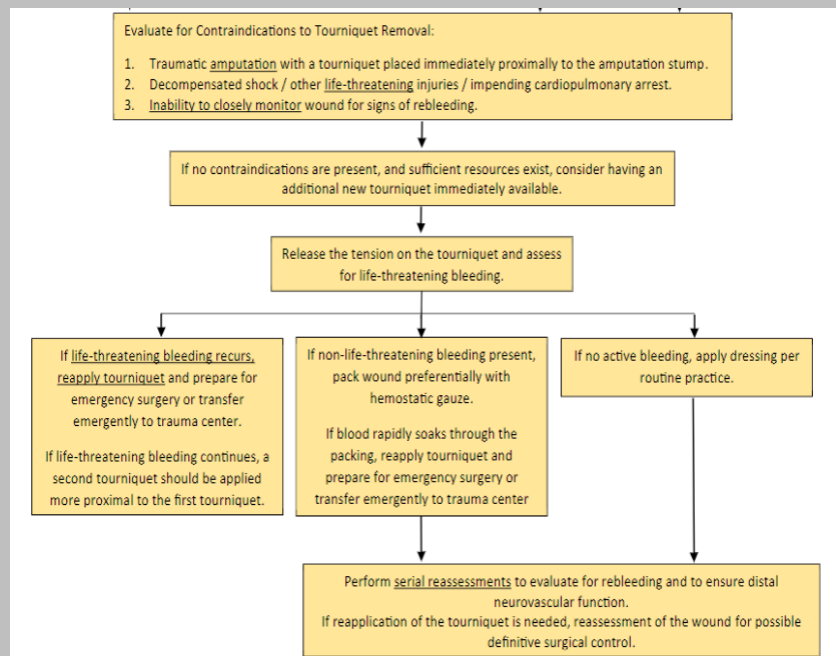 Evaluate for Contraindications to Tourniquet Removal:
1. Traumatic amputation with a tourniquet placed immediately proximally to the amputation stump.
2. Decompensated shock / other life-threatening injuries / impending cardiopulmonary arrest.
3. Inability to closely monitor wound for signs of rebleeding.
If no contraindications are present, and sufficient resources exist, consider having an
additional new tourniquet immediately available.
Release the tension on the tourniquet and assess
for life-threatening bleeding.
If life-threatening bleeding recurs,
reapply tourniquet and prepare for
emergency surgery or transfer
emergently to trauma center.
If life-threatening bleeding continues, a
second tourniquet should be applied
more proximal to the first tourniquet.
If non-life-threatening bleeding present,
pack wound preferentially with
hemostatic gauze.
If blood rapidly soaks through the
packing, reapply tourniquet and
prepare for emergency surgery or
transfer emergently to trauma center
If no active bleeding, apply dressing per
routine practice.
Perform serial reassessments to evaluate for rebleeding and to ensure distal
neurovascular function.
If reapplication of the tourniquet is needed, reassessment of the wound for possible
definitive surgical control.